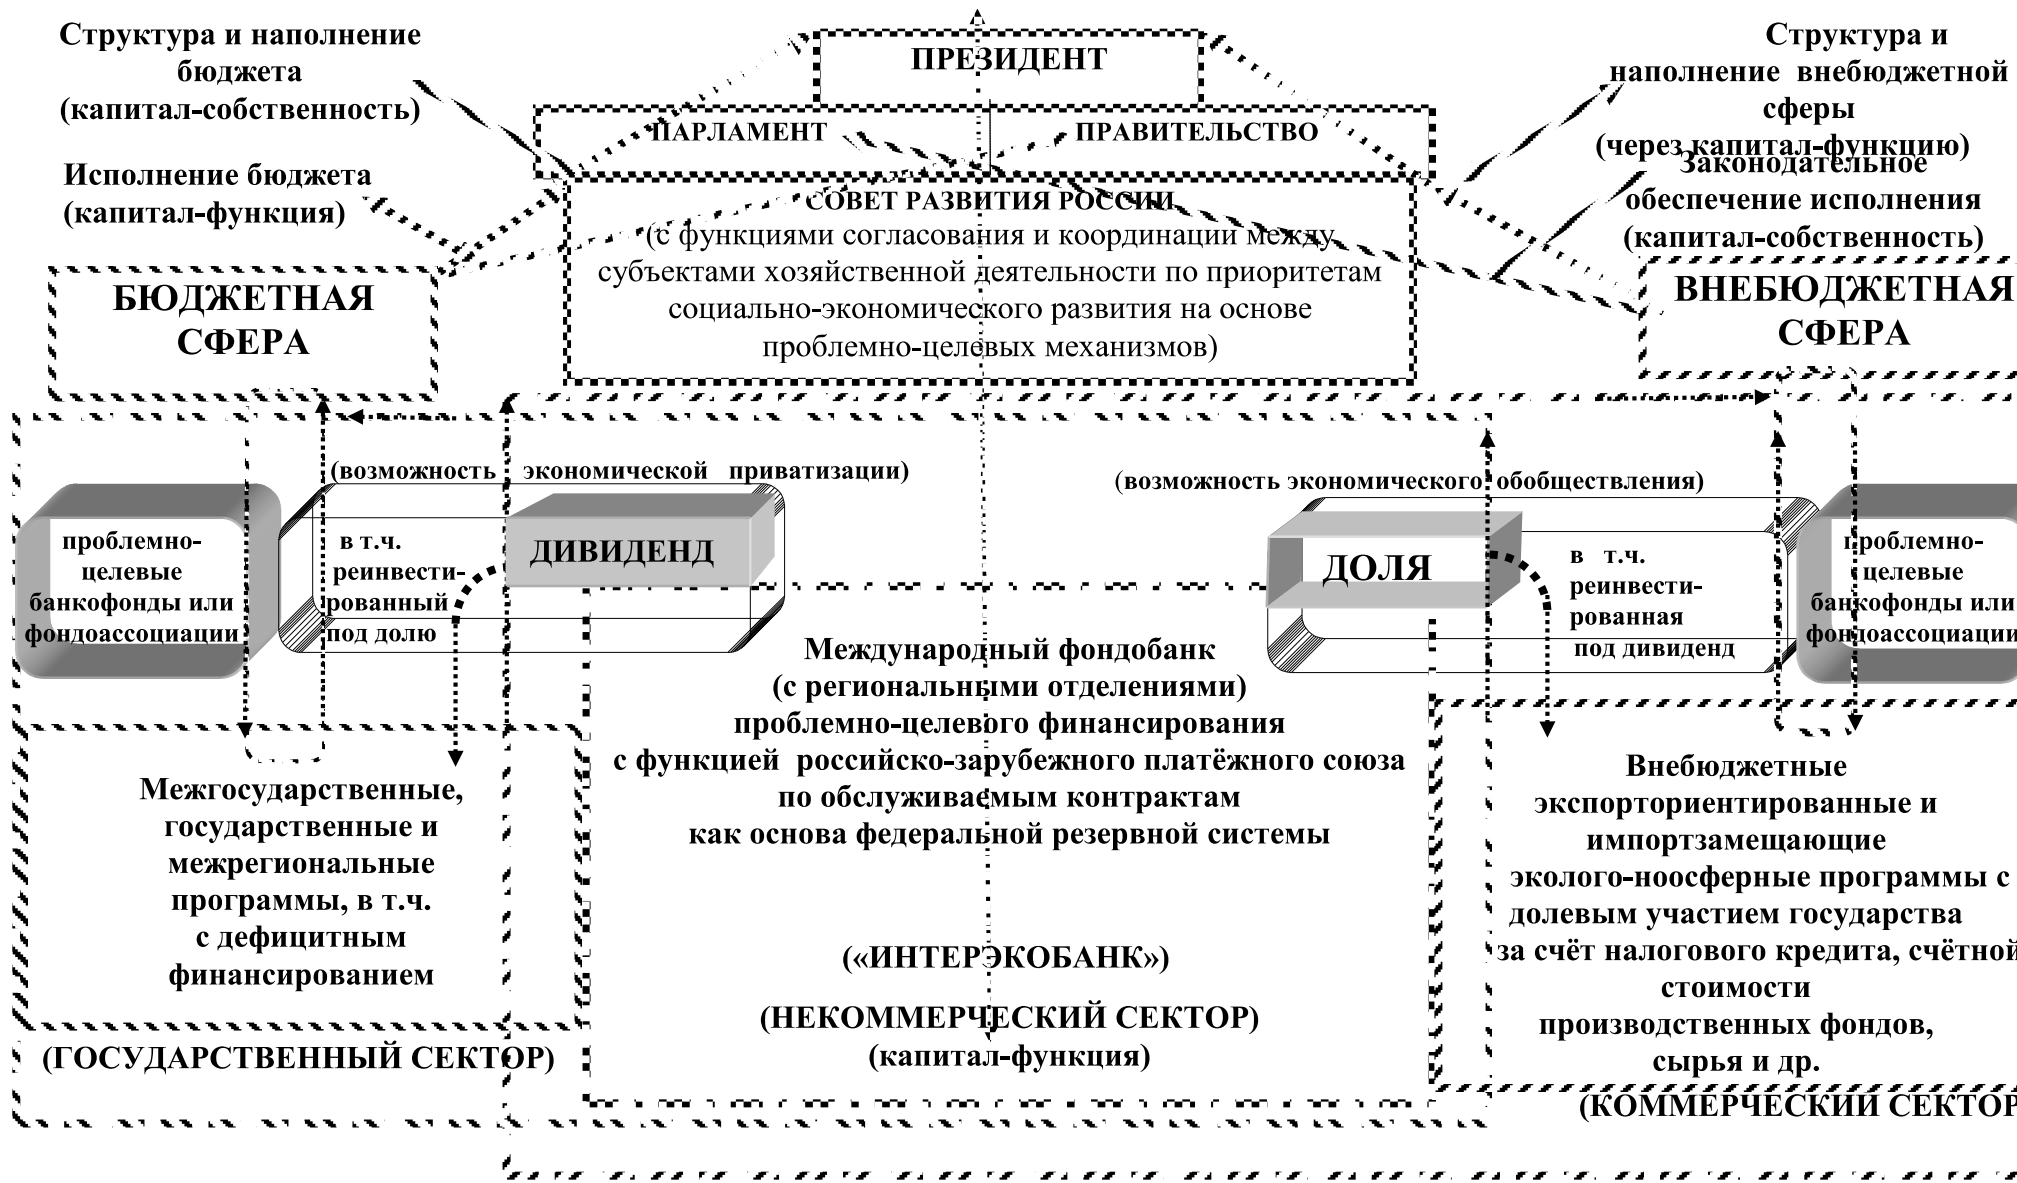 Структура и наполнение
бюджета
(капитал-собственность)
Исполнение бюджета
(капитал-функция)
ПРЕЗИДЕНТ
ПАРЛАМЕНТ
ПРАВИТЕЛЬСТВО
Структура и
наполнение внебюджетной
сферы
(через капитал-функцию)
Законодательное
обеспечение исполнения
(капитал-собственность)
СОВЕТ РАЗВИТИЯ РОССИИ
(с функциями согласования и координации между
субъектами хозяйственной деятельности по приоритетам
социально-экономического развития на основе
проблемно-целевых механизмов)
БЮДЖЕТНАЯ
СФЕРА
ВНЕБЮДЖЕТНАЯ
СФЕРА
(возможность экономической приватизации)
(возможность экономического обобществления)
проблемно-
целевые
банкофонды или
фондоассоциации
в т.ч.
реинвести-
рованный
под долю
ДИВИДЕНД
ДОЛЯ
в т.ч.
реинвести-
рованная
под дивиденд
проблемно-
целевые
банкофонды или
фондоассоциации
Международный фондобанк
(с региональными отделениями)
проблемно-целевого финансирования
с функцией российско-зарубежного платёжного союза
по обслуживаемым контрактам
как основа федеральной резервной системы
(«ИНТЕРЭКОБАНК»)
(НЕКОММЕРЧЕСКИЙ СЕКТОР)
(капитал-функция)
Межгосударственные,
государственные и
межрегиональные
программы, в т.ч.
с дефицитным
финансированием
(ГОСУДАРСТВЕННЫЙ СЕКТОР)
Внебюджетные
экспорториентированные и
импортзамещающие
эколого-ноосферные программы с
долевым участием государства
за счёт налогового кредита, счётной
стоимости
производственных фондов,
сырья и др.
(КОММЕРЧЕСКИЙ СЕКТОР